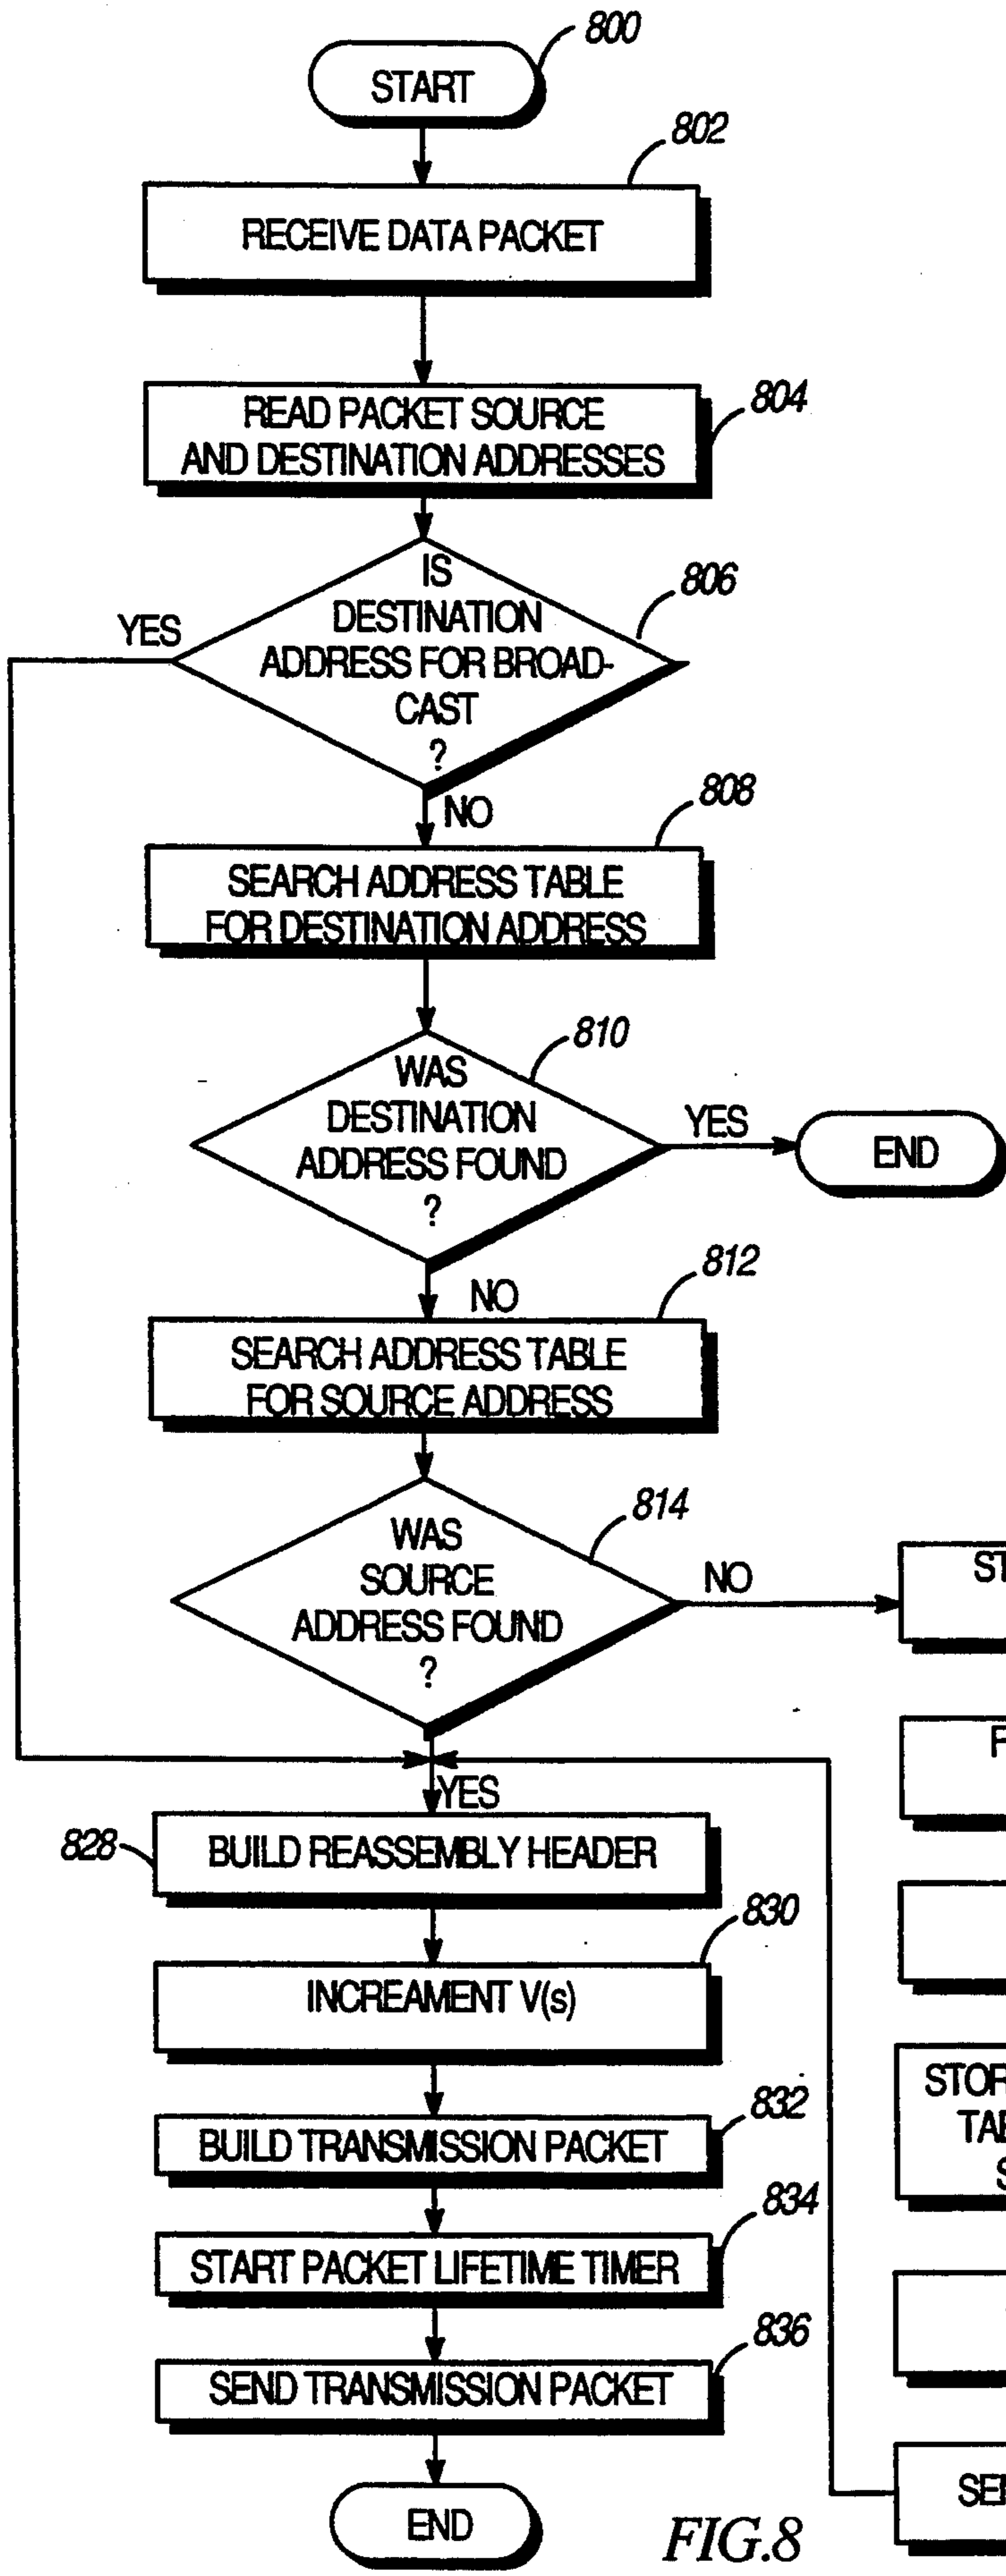 800
START
802
RECEIVE DATA PACKET
804
READ PACKET SOURCE
AND DESTINATION ADDRESSES
806
IS
DESTINATION
ADDRESS FOR BROAD-
CAST
?
YES
NO
808
SEARCH ADDRESS TABLE
FOR DESTINATION ADDRESS
810
WAS
DESTINATION
ADDRESS FOUND
?
YES
END
NO
812
SEARCH ADDRESS TABLE
FOR SOURCE ADDRESS
814
WAS
SOURCE
ADDRESS FOUND
?
NO
YES
828
BUILD REASSEMBLY HEADER
830
INCREAMENT V(s)
832
BUILD TRANSMISSION PACKET
834
START PACKET LIFETIME TIMER
836
SEND TRANSMISSION PACKET
END
FIG.8